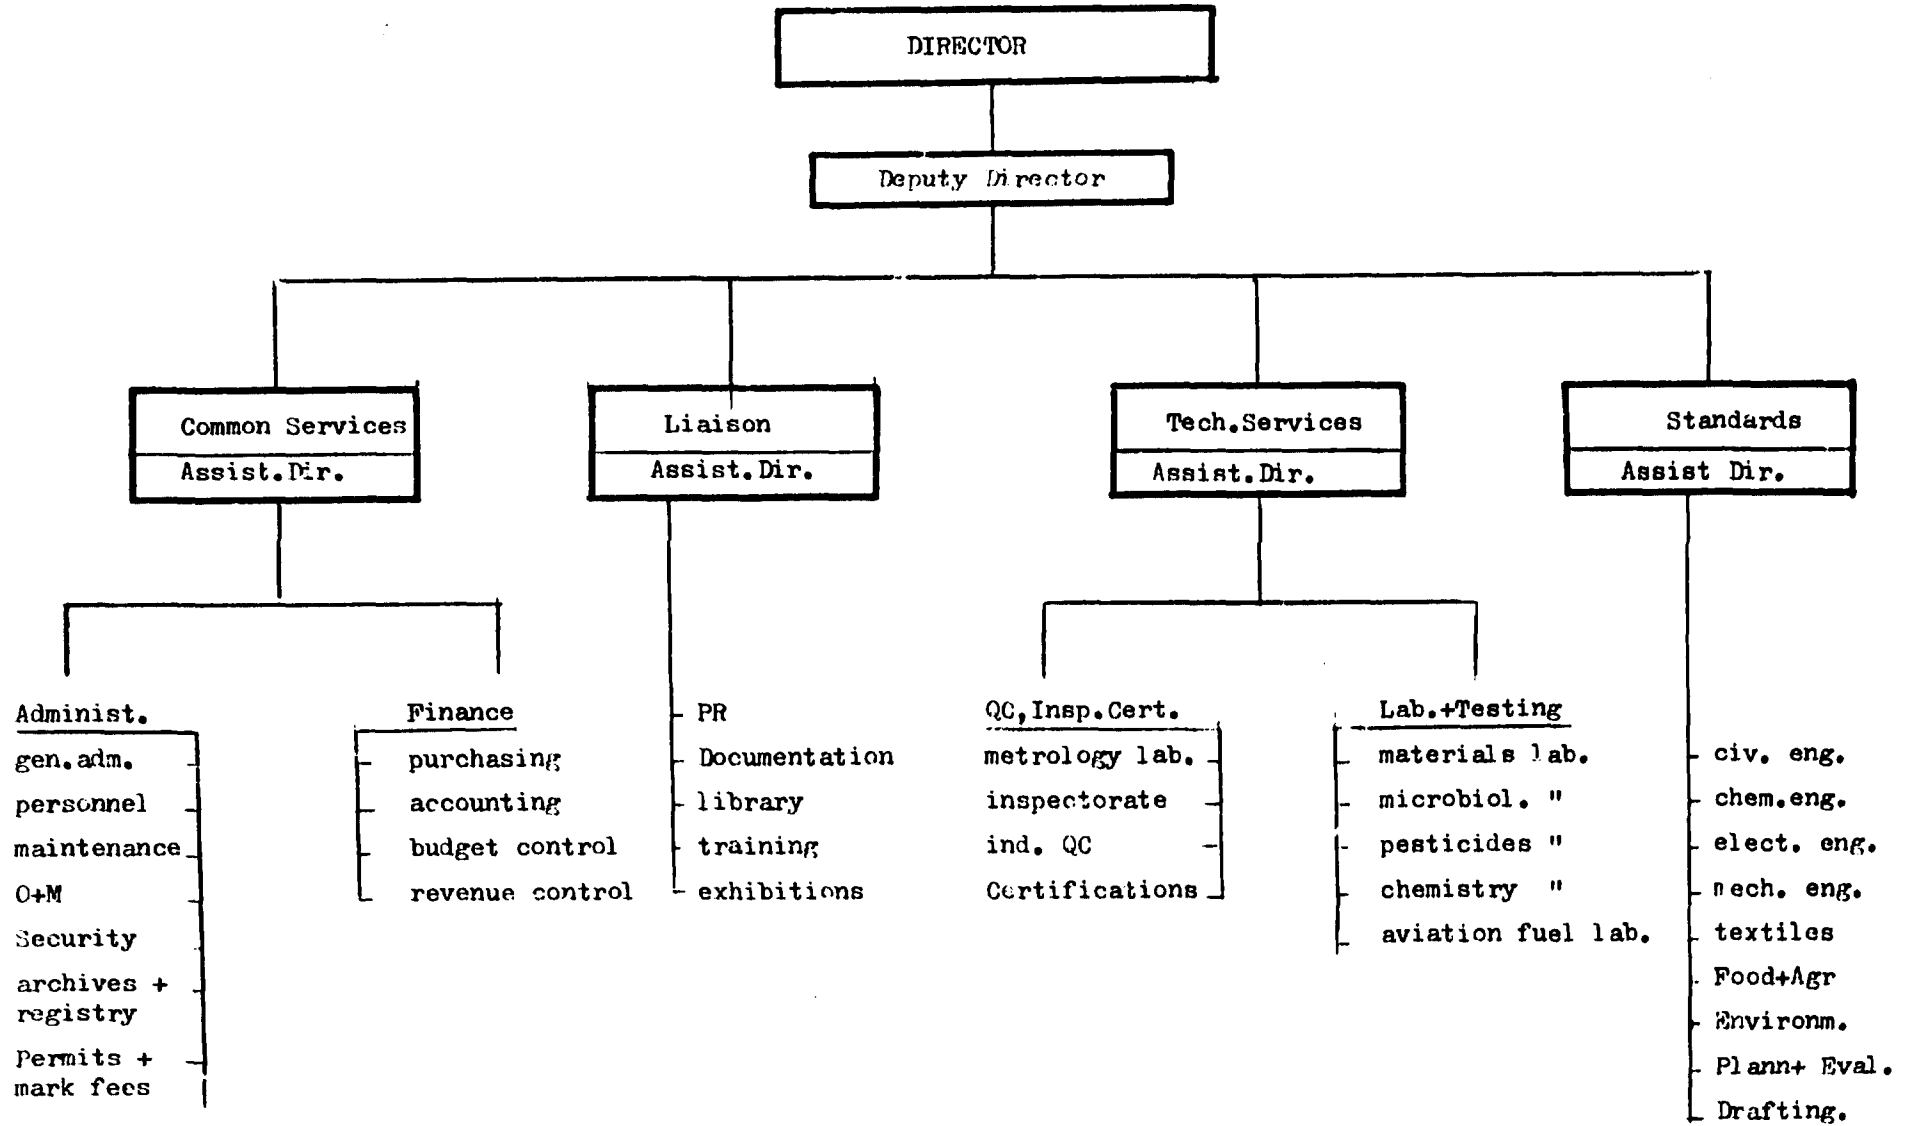 DIRECTOR
Deputy Director
Common Services
Assist.Dir.
Liaison
Assist.Dir.
Tech.Services
Assist.Dir.
Standards
Assist Dir.
Administ.
gen.adm.
personnel
maintenance
O+M
Security
archives +
registry
Permits +
mark fees
Finance
purchasing
accounting
budget control
revenue control
PR
Documentation
library
training
exhibitions
QC,Insp.Cert.
metrology lab.
inspectorate
ind. QC
Certifications
Lab.+Testing
materials lab.
microbiol. "
pesticides "
chemistry "
aviation fuel lab.
civ. eng.
chem.eng.
elect. eng.
mech. eng.
textiles
Food+Agr
Environm.
Plann+ Eval.
Drafting.